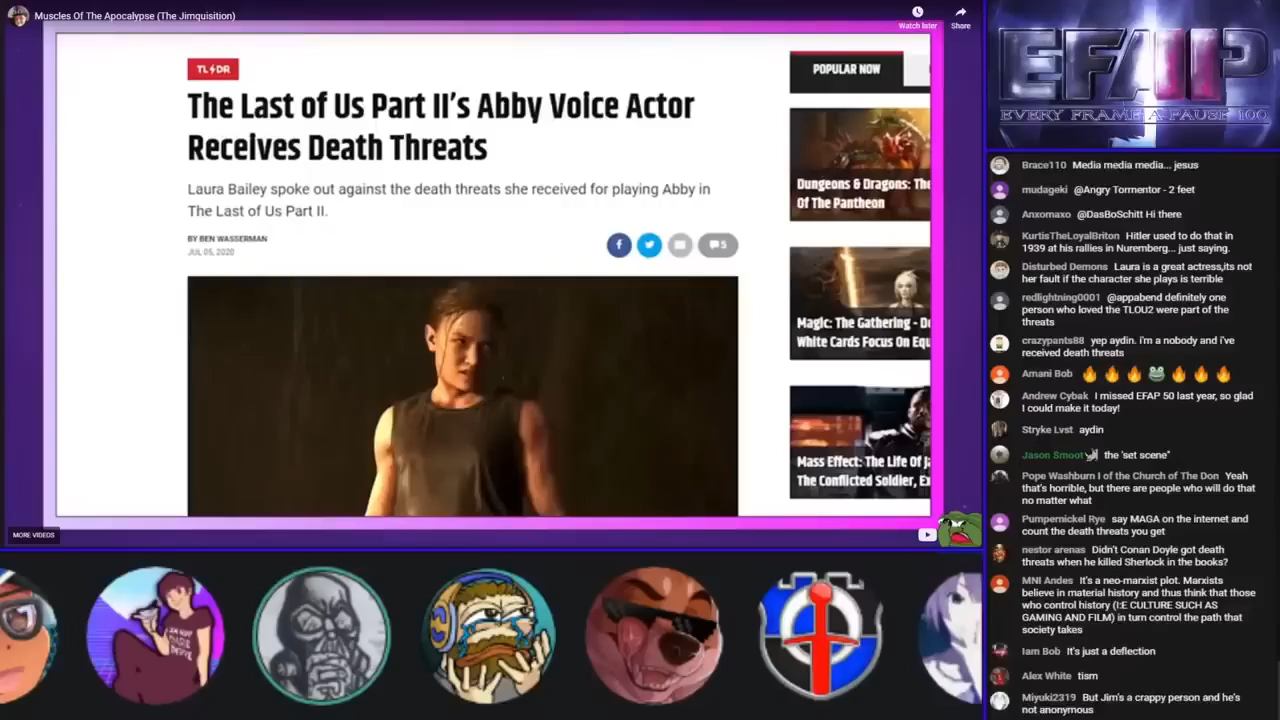 Muscles Of The Apocalypse (The Jimquisition)
Watch later
Share
TL DR
The Last of Us Part II's Abby Voice Actor
Receives Death Threats
Laura Bailey spoke out against the death threats she received for playing Abby in
The Last of Us Part II.
BY BEN WASSERMAN
JUL 05, 2020
5
POPULAR NOW
Dungeons & Dragons: The
Of The Pantheon
Magic: The Gathering - D
White Cards Focus On Equ
Mass Effect: The Life Of Ja
The Conflicted Soldier, Ex
MORE VIDEOS
EFAP
EVERY FRAME A PAUSE 100
Brace110 Media media media... jesus
mudageki @Angry Tormentor - 2 feet
Anxomaxo @DasBoSchitt Hi there
KurtisTheLoyalBriton Hitler used to do that in
1939 at his rallies in Nuremberg... just saying.
Disturbed Demons Laura is a great actress,its not
her fault if the character she plays is terrible
redlightning0001 @appabend definitely one
person who loved the TLOU2 were part of the
threats
crazypants88 yep aydin. i'm a nobody and i've
received death threats
Amani Bob
Andrew Cybak I missed EFAP 50 last year, so glad
I could make it today!
Stryke Lvst aydin
Jason Smoot the 'set scene"
Pope Washburn I of the Church of The Don Yeah
that's horrible, but there are people who will do that
no matter what
Pumpernickel Rye say MAGA on the internet and
count the death threats you get
nestor arenas Didn't Conan Doyle got death
threats when he killed Sherlock in the books?
MNI Andes It's a neo-marxist plot. Marxists
believe in material history and thus think that those
who control history (I:E CULTURE SUCH AS
GAMING AND FILM) in turn control the path that
society takes
Iam Bob It's just a deflection
Alex White tism
Miyuki2319 But Jim's a crappy person and he's
not anonymous